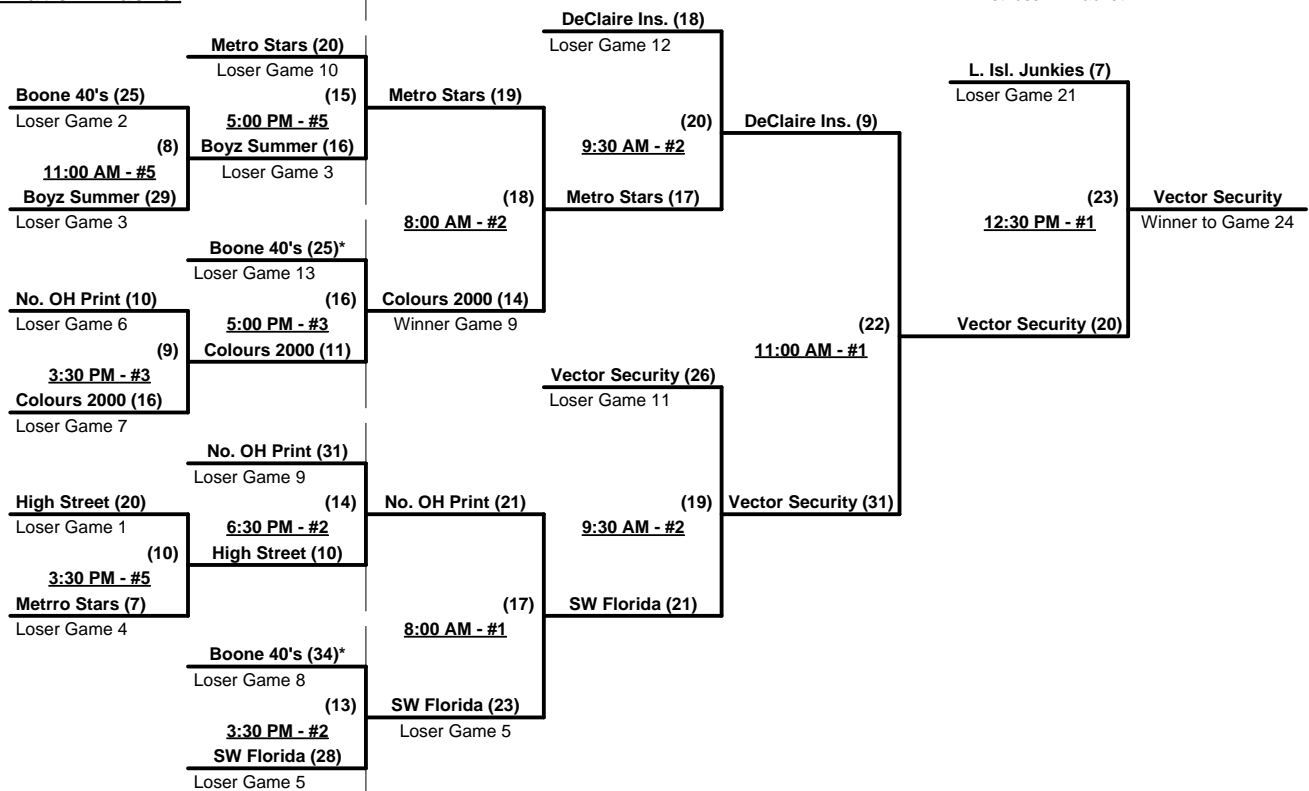 DeClaire Ins. (18)
Loser Game 12
Metro Stars (20)
Loser Game 10
L. Isl. Junkies (7)
Loser Game 21
Boone 40's (25)
Loser Game 2
(15)
5:00 PM - #5
Metro Stars (19)
(20)
9:30 AM - #2
DeClaire Ins. (9)
(8)
11:00 AM - #5
Boyz Summer (16)
Loser Game 3
Boyz Summer (29)
Loser Game 3
(18)
8:00 AM - #2
Metro Stars (17)
(23)
12:30 PM - #1
Vector Security
Winner to Game 24
Boone 40's (25)*
Loser Game 13
No. OH Print (10)
Loser Game 6
(16)
5:00 PM - #3
Colours 2000 (14)
Winner Game 9
(22)
11:00 AM - #1
Vector Security (20)
(9)
3:30 PM - #3
Colours 2000 (11)
Colours 2000 (16)
Loser Game 7
Vector Security (26)
Loser Game 11
No. OH Print (31)
Loser Game 9
High Street (20)
Loser Game 1
(14)
6:30 PM - #2
No. OH Print (21)
(19)
9:30 AM - #2
Vector Security (31)
(10)
3:30 PM - #5
High Street (10)
Metrro Stars (7)
Loser Game 4
(17)
8:00 AM - #1
SW Florida (21)
Boone 40's (34)*
Loser Game 8
(13)
3:30 PM - #2
SW Florida (23)
Loser Game 5
SW Florida (28)
Loser Game 5